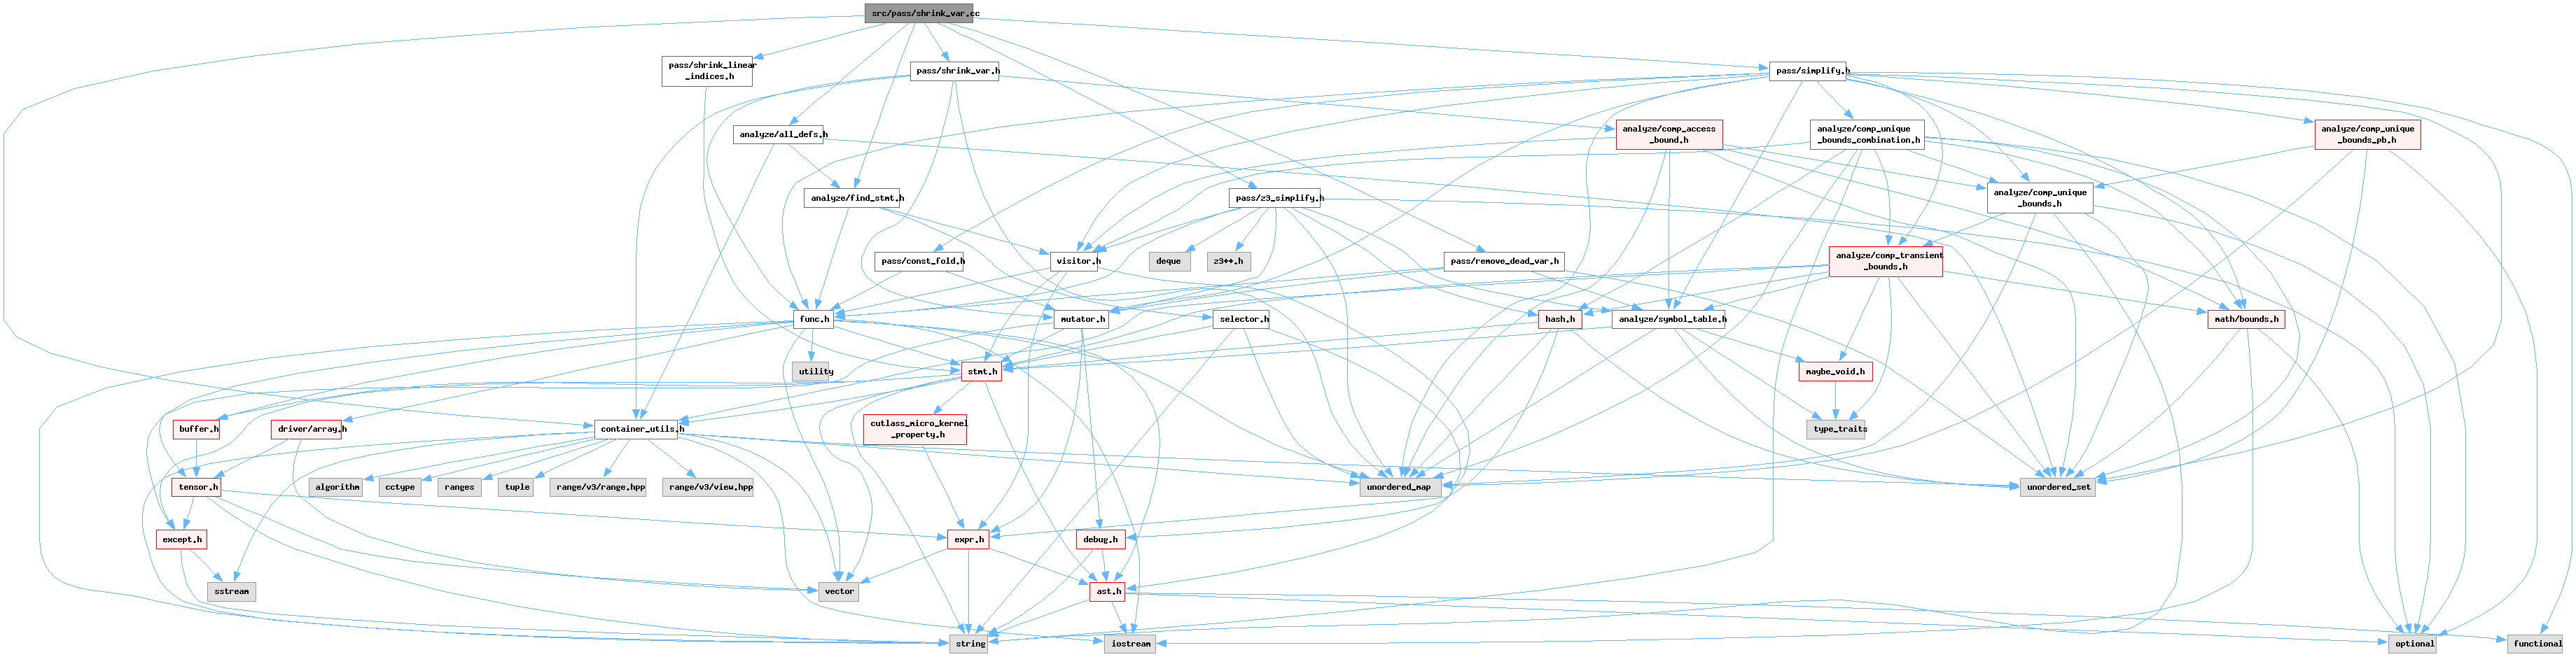 src/pass/shrink_var.cc
pass/shrink_linear
_indices.h
pass/shrink_var.h
pass/simplify.h
analyze/all_defs.h
analyze/comp_access
_bound.h
analyze/comp_unique
_bounds_combination.h
analyze/comp_unique
_bounds_pb.h
analyze/find_stmt.h
pass/z3_simplify.h
analyze/comp_unique
_bounds.h
pass/const_fold.h
visitor.h
deque
z3++.h
pass/remove_dead_var.h
analyze/comp_transient
_bounds.h
func.h
mutator.h
selector.h
hash.h
analyze/symbol_table.h
math/bounds.h
utility
stmt.h
maybe_void.h
buffer.h
driver/array.h
container_utils.h
cutlass_micro_kernel
_property.h
type_traits
tensor.h
algorithm
cctype
ranges
tuple
range/v3/range.hpp
range/v3/view.hpp
unordered_map
unordered_set
except.h
expr.h
debug.h
sstream
vector
ast.h
string
iostream
optional
functional